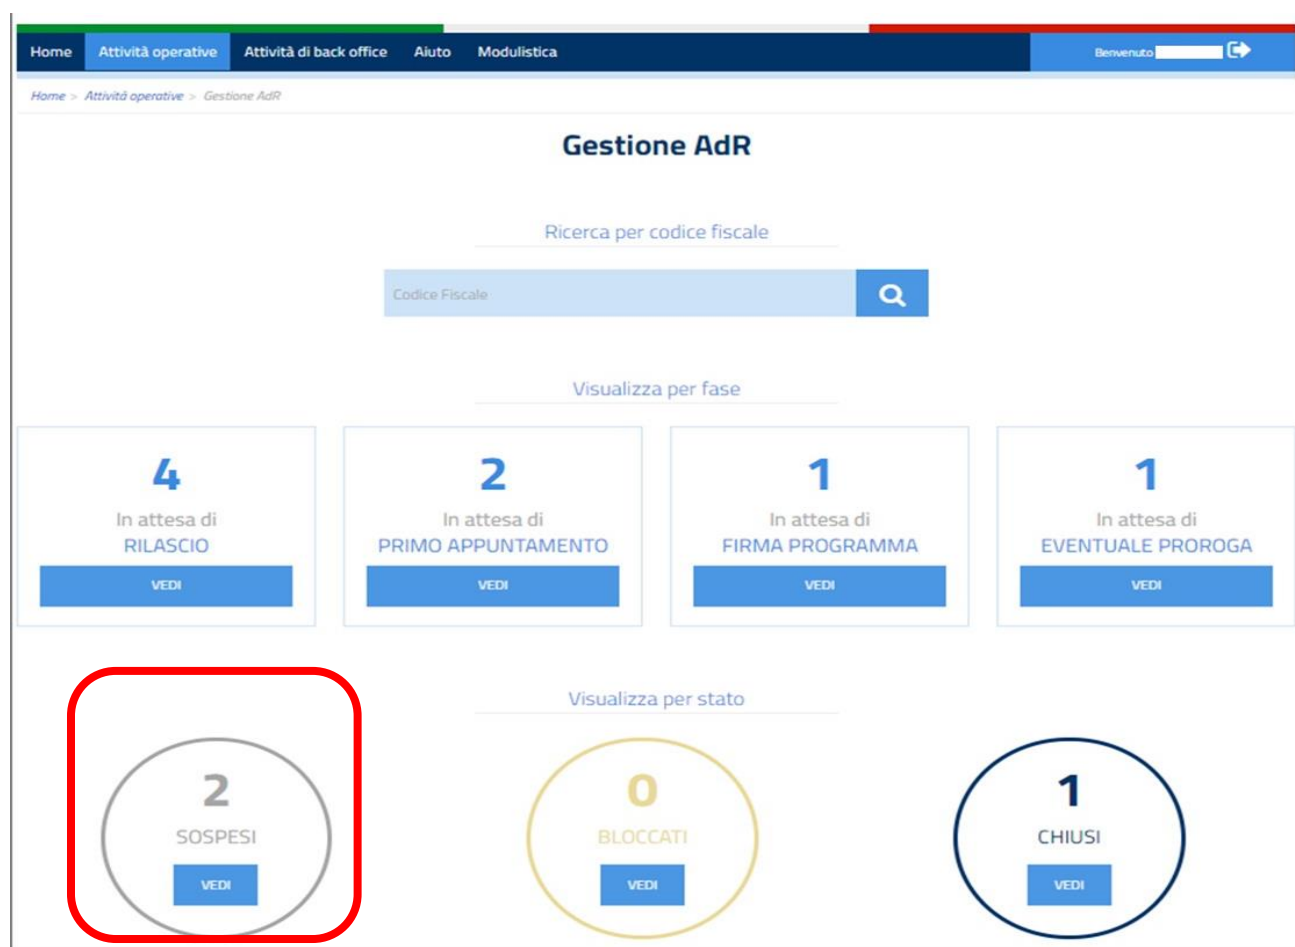 Home Attività operative Attività di back office Aiuto Modulistica Benvenuto
Home > Attività operative > Gestione AdR
Gestione AdR
Ricerca per codice fiscale
Codice Fiscale
Visualizza per fase
4
In attesa di
RILASCIO
VEDI
2
In attesa di
PRIMO APPUNTAMENTO
VEDI
1
In attesa di
FIRMA PROGRAMMA
VEDI
1
In attesa di
EVENTUALE PROROGA
VEDI
Visualizza per stato
2
SOSPESI
VEDI
0
BLOCCATI
VEDI
1
CHIUSI
VEDI